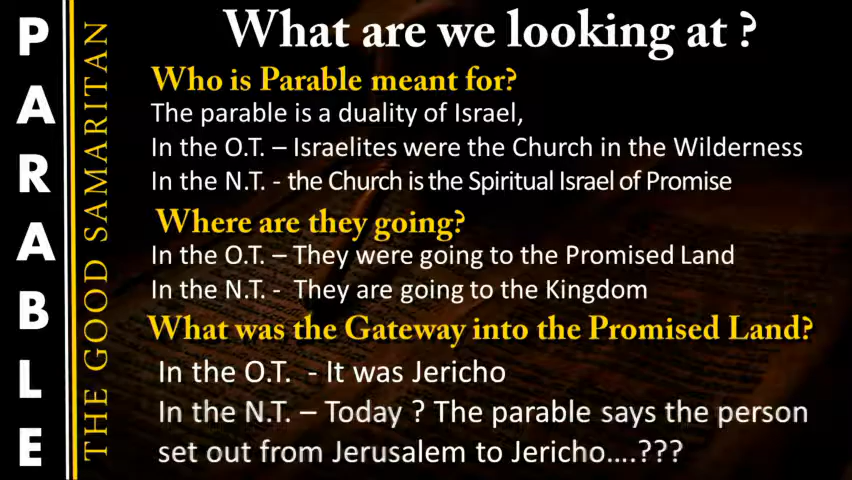 PARABLE
THE GOOD SAMARITAN
What are we looking at ?
Who is Parable meant for?
The parable is a duality of Israel,
In the O.T. – Israelites were the Church in the Wilderness
In the N.T. - the Church is the Spiritual Israel of Promise
Where are they going?
In the O.T. – They were going to the Promised Land
In the N.T. - They are going to the Kingdom
What was the Gateway into the Promised Land?
In the O.T. - It was Jericho
In the N.T. – Today ? The parable says the person
set out from Jerusalem to Jericho....???